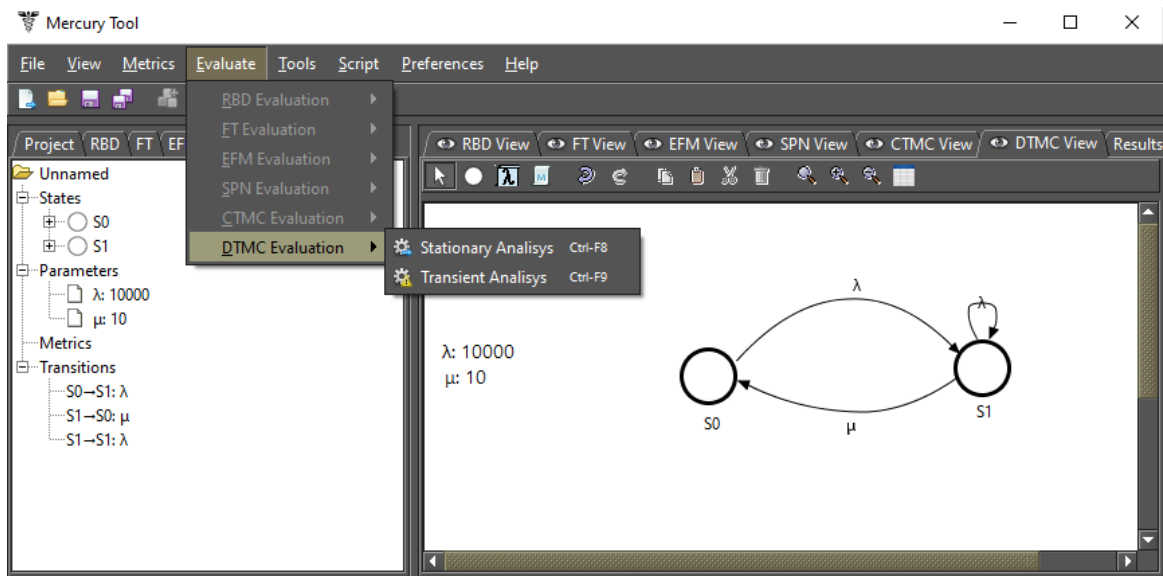 Mercury Tool
File View Metrics Evaluate Tools Script Preferences Help
RBD Evaluation
FT Evaluation
EFM Evaluation
SPN Evaluation
CTMC Evaluation
DTMC Evaluation
Stationary Analisys Ctrl-F8
Transient Analisys Ctrl-F9
Project RBD FT EF
Unnamed
States
S0
S1
Parameters
λ: 10000
μ: 10
Metrics
Transitions
S0→S1: λ
S1→S0: μ
S1→S1: λ
RBD View FT View EFM View SPN View CTMC View DTMC View Results
λ
M
λ
λ
λ: 10000
μ: 10
S0
S1
μ